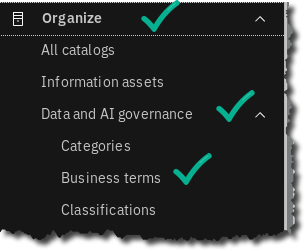 Organize
All catalogs
Information assets
Data and AI governance
Categories
Business terms
Classifications